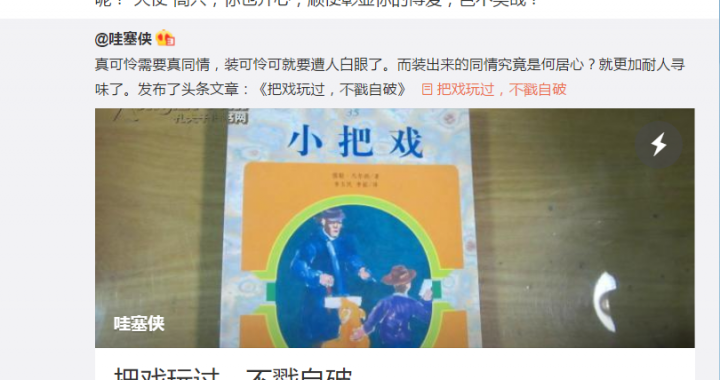 @哇塞侠
真可怜需要真同情，装可怜可就要遭人白眼了。而装出来的同情究竟是何居心？就更加耐人寻
味了。发布了头条文章：《把戏玩过，不戳自破》 把戏玩过，不戳自破
35
小把戏
哇塞侠
把戏玩过，不戳自破